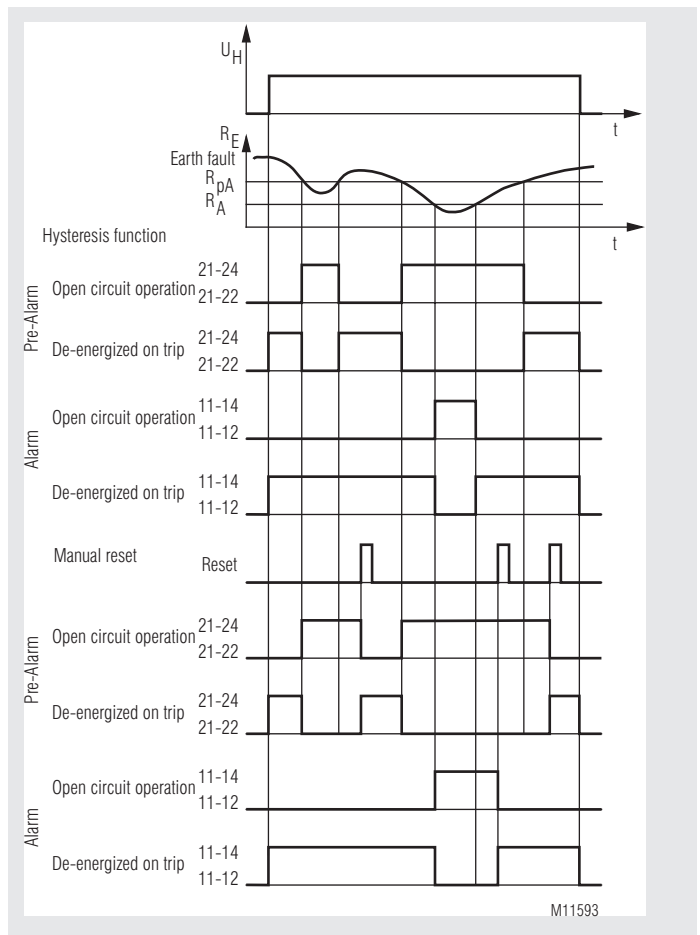 U_H
t
R_E
Earth fault
R_pA
R_A
t
Hysteresis function
Pre-Alarm
Open circuit operation 21-24
21-22
De-energized on trip 21-24
21-22
Alarm
Open circuit operation 11-14
11-12
De-energized on trip 11-14
11-12
Manual reset Reset
Pre-Alarm
Open circuit operation 21-24
21-22
De-energized on trip 21-24
21-22
Alarm
Open circuit operation 11-14
11-12
De-energized on trip 11-14
11-12
M11593